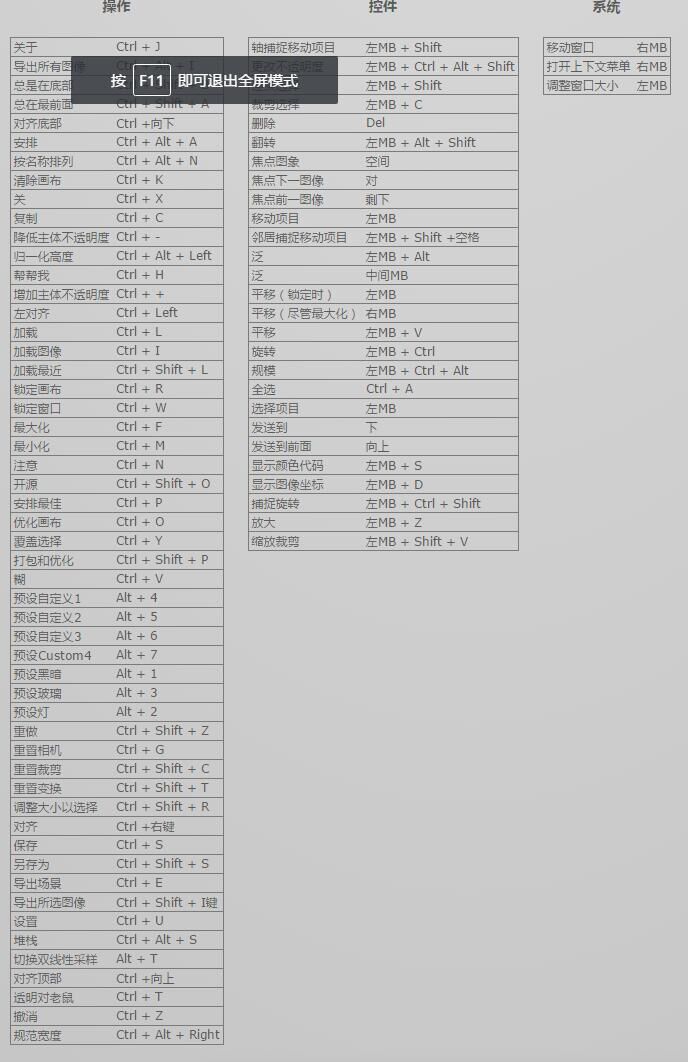 操作
关于 Ctrl + J
导出所有图像 Ctrl + Alt + I
总是在底部
总在最前面 Ctrl + Shift + A
对齐底部 Ctrl +向下
安排 Ctrl + Alt + A
按名称排列 Ctrl + Alt + N
清除画布 Ctrl + K
关 Ctrl + X
复制 Ctrl + C
降低主体不透明度 Ctrl + -
归一化高度 Ctrl + Alt + Left
帮帮我 Ctrl + H
增加主体不透明度 Ctrl + +
左对齐 Ctrl + Left
加载 Ctrl + L
加载图像 Ctrl + I
加载最近 Ctrl + Shift + L
锁定画布 Ctrl + R
锁定窗口 Ctrl + W
最大化 Ctrl + F
最小化 Ctrl + M
注意 Ctrl + N
开源 Ctrl + Shift + O
安排最佳 Ctrl + P
优化画布 Ctrl + O
覆盖选择 Ctrl + Y
打包和优化 Ctrl + Shift + P
糊 Ctrl + V
预设自定义1 Alt + 4
预设自定义2 Alt + 5
预设自定义3 Alt + 6
预设Custom4 Alt + 7
预设黑暗 Alt + 1
预设玻璃 Alt + 3
预设灯 Alt + 2
重做 Ctrl + Shift + Z
重置相机 Ctrl + G
重置裁剪 Ctrl + Shift + C
重置变换 Ctrl + Shift + T
调整大小以选择 Ctrl + Shift + R
对齐 Ctrl +右键
保存 Ctrl + S
另存为 Ctrl + Shift + S
导出场景 Ctrl + E
导出所选图像 Ctrl + Shift + I键
设置 Ctrl + U
堆栈 Ctrl + Alt + S
切换双线性采样 Alt + T
对齐顶部 Ctrl +向上
透明对老鼠 Ctrl + T
撤消 Ctrl + Z
规范宽度 Ctrl + Alt + Right
按 F11 即可退出全屏模式
控件
轴捕捉移动项目 左MB + Shift
更改不透明度 左MB + Ctrl + Alt + Shift
左MB + Shift
裁剪选择 左MB + C
删除 Del
翻转 左MB + Alt + Shift
焦点图象 空间
焦点下一图像 对
焦点前一图像 剩下
移动项目 左MB
邻居捕捉移动项目 左MB + Shift +空格
泛 左MB + Alt
泛 中间MB
平移（锁定时） 左MB
平移（尽管最大化） 右MB
平移 左MB + V
旋转 左MB + Ctrl
规模 左MB + Ctrl + Alt
全选 Ctrl + A
选择项目 左MB
发送到 下
发送到前面 向上
显示颜色代码 左MB + S
显示图像坐标 左MB + D
捕捉旋转 左MB + Ctrl + Shift
放大 左MB + Z
缩放裁剪 左MB + Shift + V
系统
移动窗口 右MB
打开上下文菜单 右MB
调整窗口大小 左MB